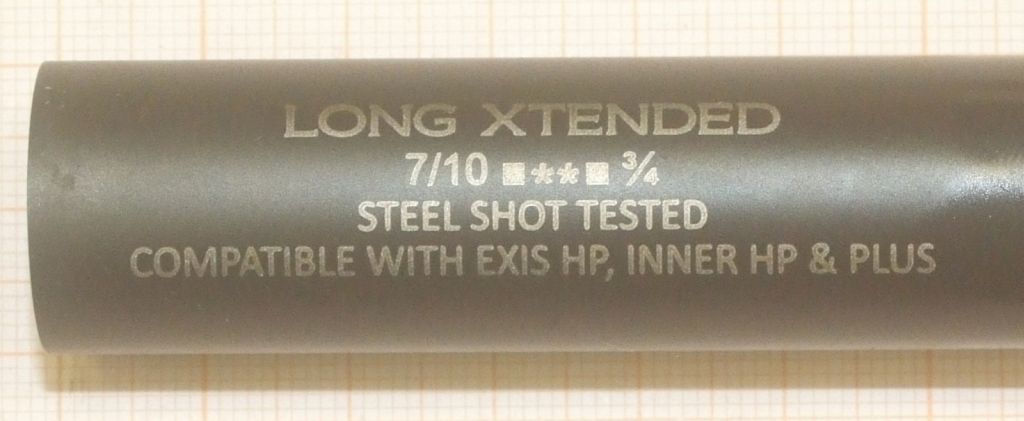 LONG XTENDED
7/10 ■**■ ¾
STEEL SHOT TESTED
COMPATIBLE WITH EXIS HP, INNER HP & PLUS